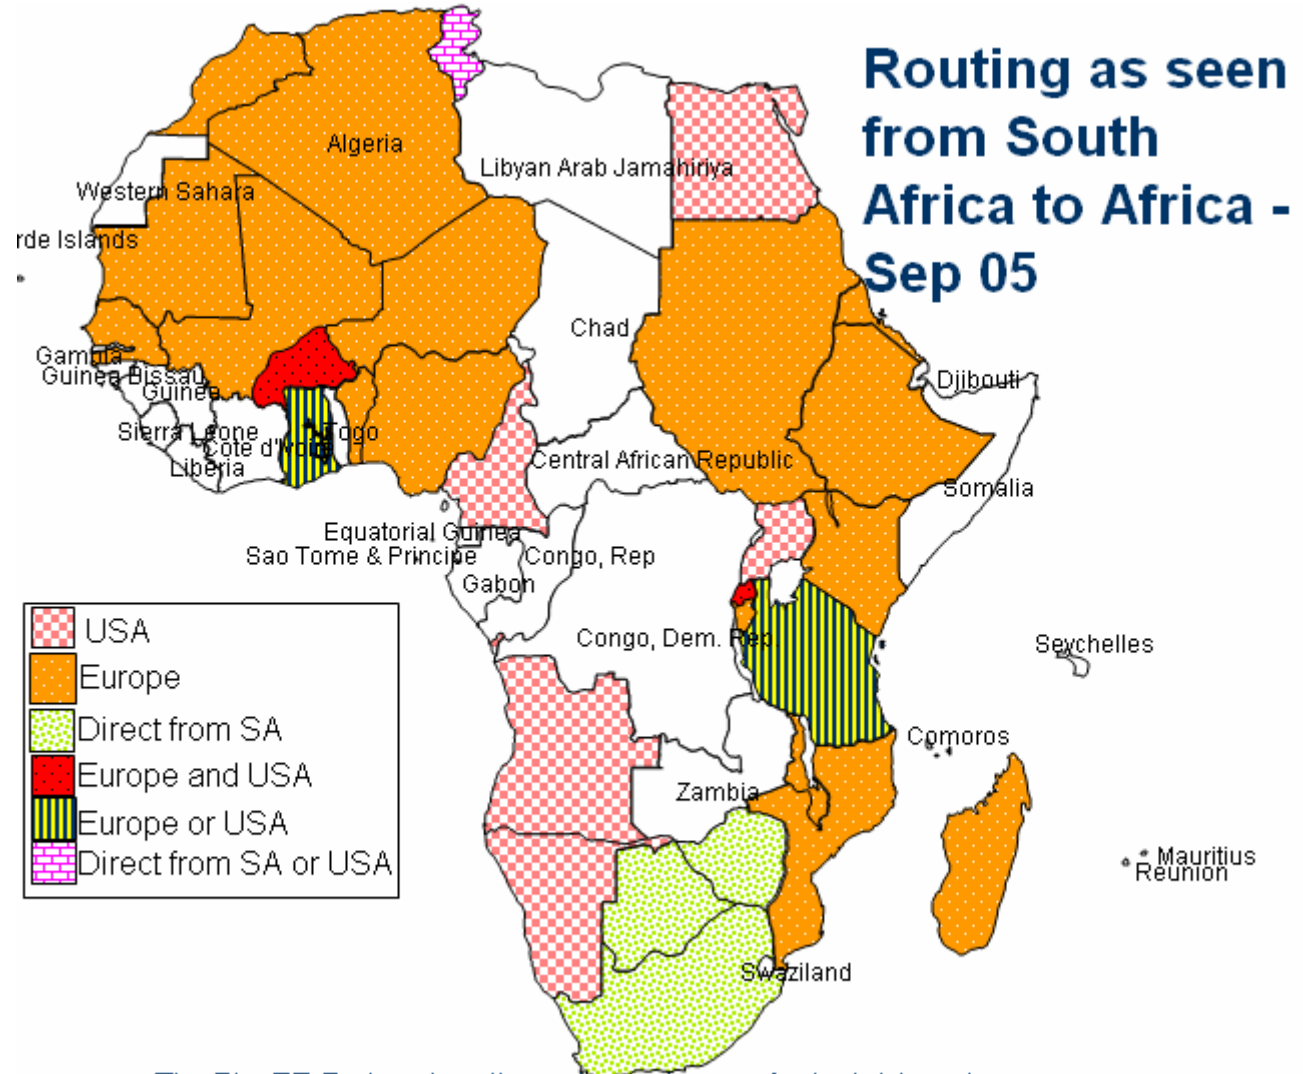 Routing as seen
from South
Africa to Africa -
Sep 05
Algeria
Libyan Arab Jamahiriya
Western Sahara
rde Islands
Chad
Gambia
Guinea Bissau
Guinea
Djibouti
Sierra Leone
Togo
Cote d'Ivoire
Liberia
Central African Republic
Somalia
Equatorial Guinea
Sao Tome & Principe
Congo, Rep
Gabon
Congo, Dem. Rep.
Seychelles
Comoros
Zambia
Mauritius
Reunion
Swaziland
USA
Europe
Direct from SA
Europe and USA
Europe or USA
Direct from SA or USA